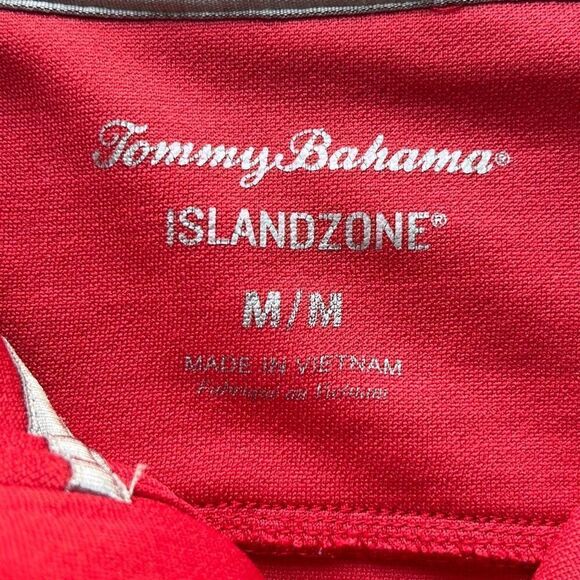 Tommy Bahama®
ISLANDZONE®
M/M
MADE IN VIETNAM
Fabriqué au Vietnam